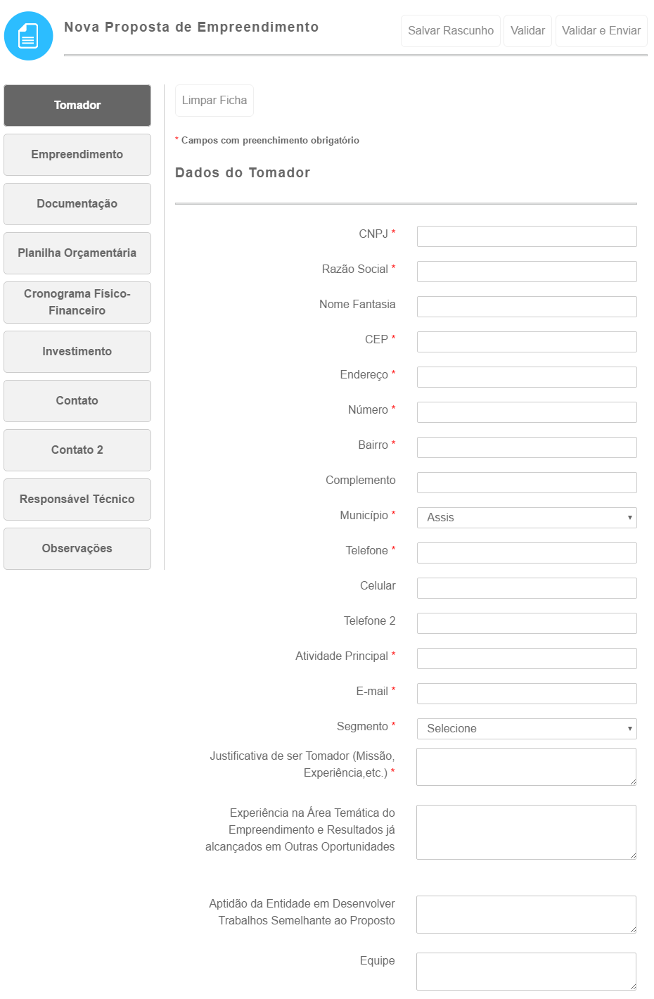 Nova Proposta de Empreendimento
Salvar Rascunho
Validar
Validar e Enviar
Tomador
Empreendimento
Documentação
Planilha Orçamentária
Cronograma Físico-
Financeiro
Investimento
Contato
Contato 2
Responsável Técnico
Observações
Limpar Ficha
* Campos com preenchimento obrigatório
Dados do Tomador
CNPJ *
Razão Social *
Nome Fantasia
CEP *
Endereço *
Número *
Bairro *
Complemento
Município * Assis
Telefone *
Celular
Telefone 2
Atividade Principal *
E-mail *
Segmento * Selecione
Justificativa de ser Tomador (Missão,
Experiência,etc.) *
Experiência na Área Temática do
Empreendimento e Resultados já
alcançados em Outras Oportunidades
Aptidão da Entidade em Desenvolver
Trabalhos Semelhante ao Proposto
Equipe